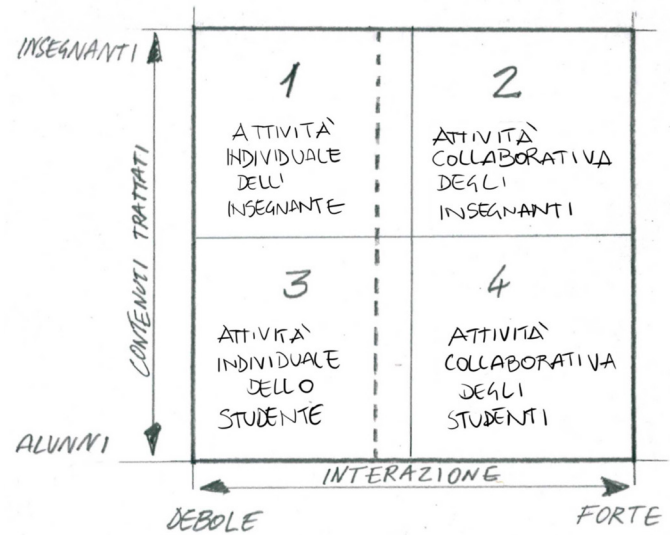 INSEGNANTI
1
ATTIVITÀ
INDIVIDUALE
DELL'
INSEGNANTE
2
ATTIVITÀ
COLLABORATIVA
DEGLI
INSEGNANTI
CONTENUTI TRATTATI
3
ATTIVITÀ
INDIVIDUALE
DELLO
STUDENTE
4
ATTIVITÀ
COLLABORATIVA
DEGLI
STUDENTI
ALUNNI
INTERAZIONE
DEBOLE
FORTE